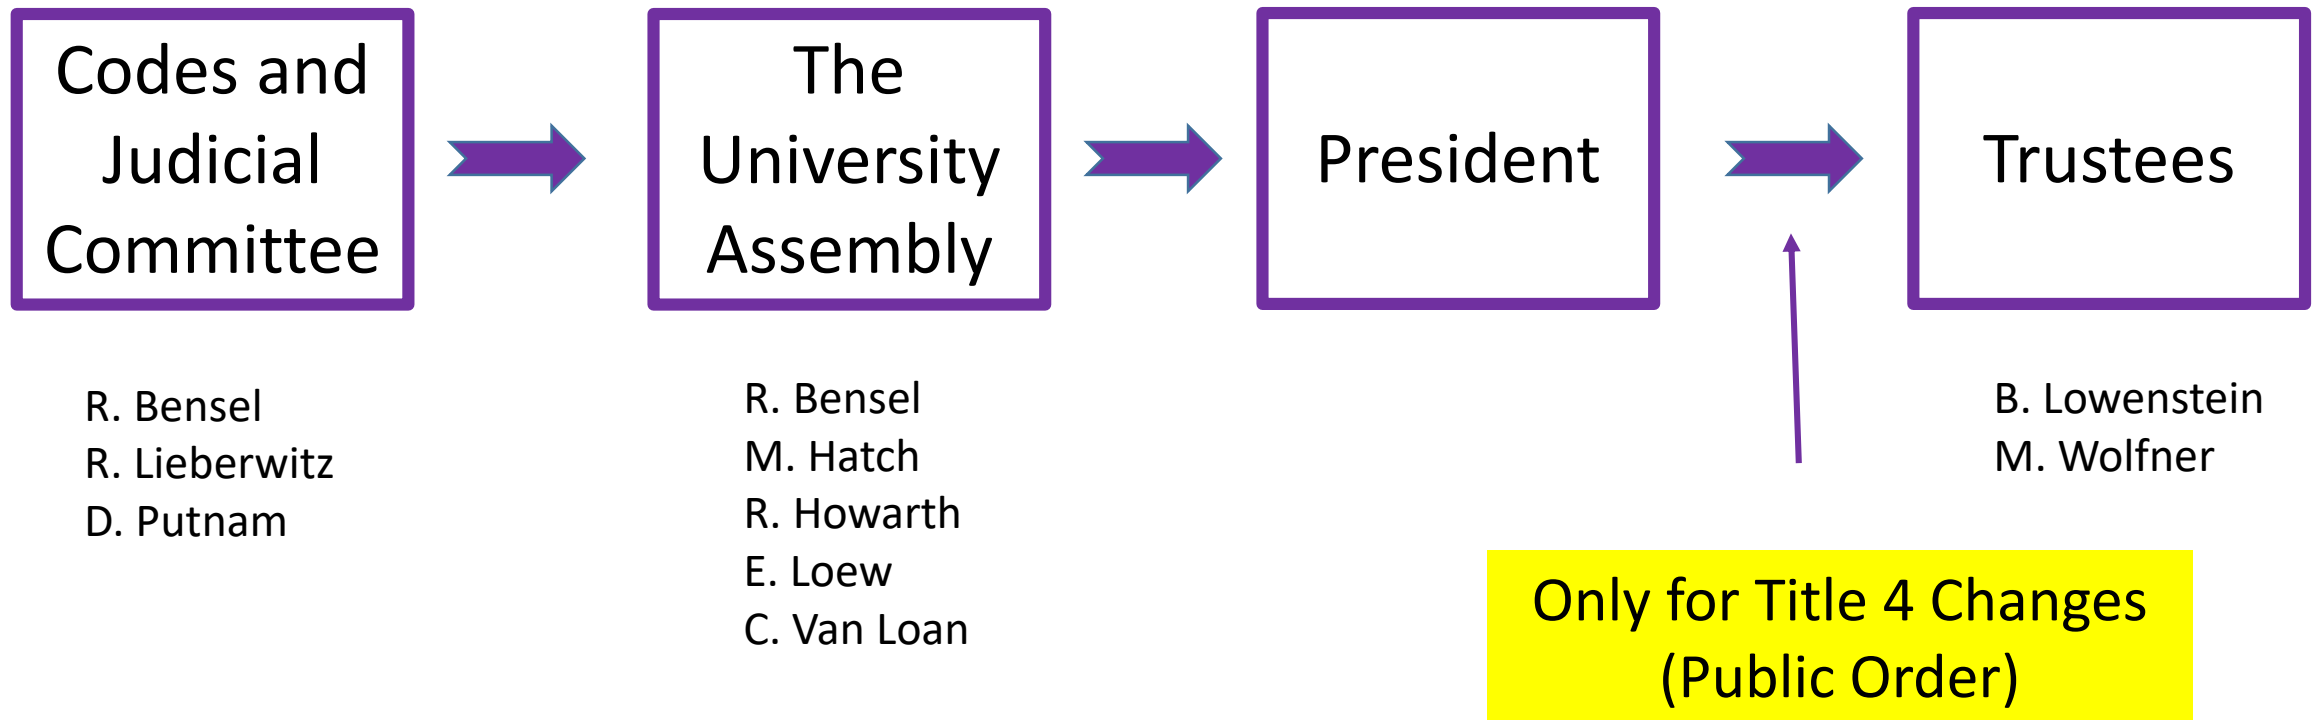 Codes and
Judicial
Committee
The
University
Assembly
President
Trustees
R. Bensel
R. Lieberwitz
D. Putnam
R. Bensel
M. Hatch
R. Howarth
E. Loew
C. Van Loan
B. Lowenstein
M. Wolfner
Only for Title 4 Changes
(Public Order)